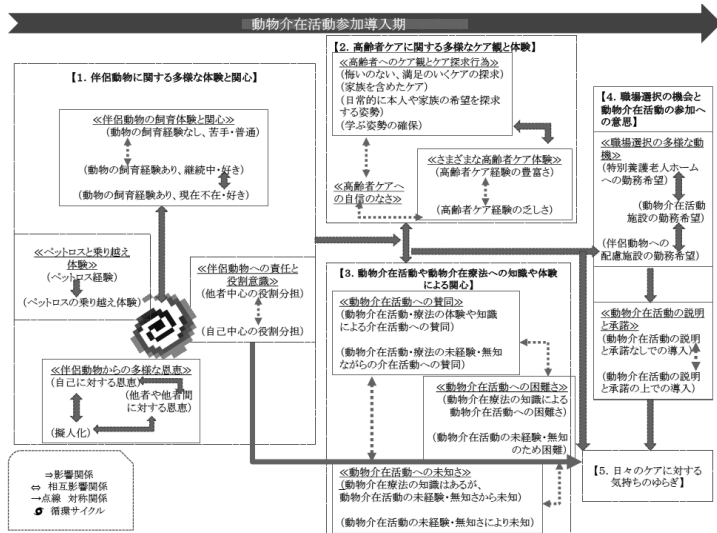 動物介在活動参加導入期
【1. 伴侶動物に関する多様な体験と関心】
≪伴侶動物の飼育体験と関心≫
(動物の飼育経験なし、苦手・普通)
(動物の飼育経験あり、継続中・好き)
(動物の飼育経験あり、現在不在・好き)
≪ペットロスと乗り越え
体験≫
(ペットロス経験)
(ペットロスの乗り越え体験)
≪伴侶動物への責任と
役割意識≫
(他者中心の役割分担)
(自己中心の役割分担)
≪伴侶動物からの多様な恩恵≫
(自己に対する恩恵)
(他者や他者間
に対する恩恵)
(擬人化)
⇒影響関係
⇔ 相互影響関係
→点線 対称関係
循環サイクル
【2. 高齢者ケアに関する多様なケア観と体験】
≪高齢者へのケア観とケア探求行為≫
(悔いのない、満足のいくケアの探求)
(家族を含めたケア)
(日常的に本人や家族の希望を探求
する姿勢)
(学ぶ姿勢の確保)
≪さまざまな高齢者ケア体験≫
(高齢者ケア経験の豊富さ)
(高齢者ケア経験の乏しさ)
≪高齢者ケアへ
の自信のなさ≫
【3. 動物介在活動や動物介在療法への知識や体験
による関心】
≪動物介在活動への賛同≫
(動物介在活動・療法の体験や知識
による介在活動への賛同)
(動物介在活動・療法の未経験・無知
ながらの介在活動への賛同)
≪動物介在活動への困難さ≫
(動物介在療法の知識による
動物介在活動への困難さ)
(動物介在活動の未経験・無知
のため困難)
≪動物介在活動への未知さ≫
(動物介在療法の知識はあるが、
動物介在活動の未経験・無知さから未知)
(動物介在活動の未経験・無知さにより未知)
【4. 職場選択の機会と
動物介在活動の参加へ
の意思】
≪職場選択の多様な動
機≫
(特別養護老人ホームへ
の勤務希望)
(動物介在活動
施設の勤務希望)
(伴侶動物への
配慮施設の勤務希望)
≪動物介在活動の説明
と承諾≫
(動物介在活動の説明
と承諾なしでの導入)
(動物介在活動の説明
と承諾の上での導入)
【5. 日々のケアに対する
気持ちのゆらぎ】